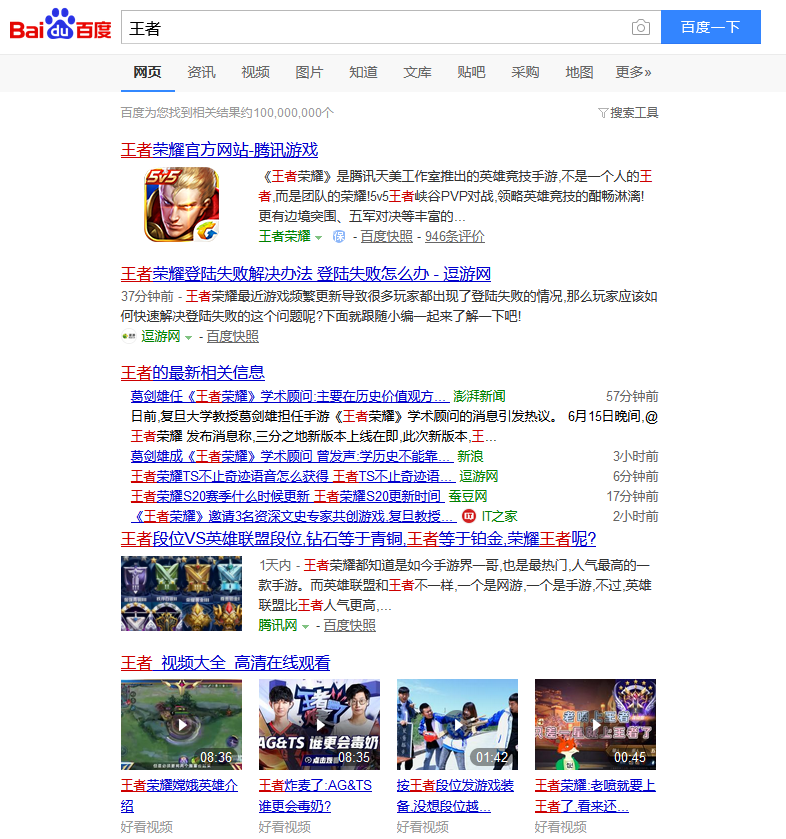 Bai du 百度
王者
百度一下
网页 资讯 视频 图片 知道 文库 贴吧 采购 地图 更多»
百度为您找到相关结果约100,000,000个
搜索工具
王者荣耀官方网站-腾讯游戏
5v5
《王者荣耀》是腾讯天美工作室推出的英雄竞技手游,不是一个人的王
者,而是团队的荣耀!5v5王者峡谷PVP对战,领略英雄竞技的酣畅淋漓!
更有边境突围、五军对决等丰富的...
王者荣耀 保 - 百度快照 - 946条评价
王者荣耀登陆失败解决办法 登陆失败怎么办 - 逗游网
37分钟前 - 王者荣耀最近游戏频繁更新导致很多玩家都出现了登陆失败的情况,那么玩家应该如
何快速解决登陆失败的这个问题呢?下面就跟随小编一起来了解一下吧!
逗游网 - 百度快照
王者的最新相关信息
葛剑雄任《王者荣耀》学术顾问:主要在历史价值观方... 澎湃新闻 57分钟前
日前,复旦大学教授葛剑雄担任手游《王者荣耀》学术顾问的消息引发热议。 6月15日晚间,@
王者荣耀 发布消息称,三分之地新版本上线在即,此次新版本,王...
葛剑雄成《王者荣耀》学术顾问 曾发声:学历史不能靠... 新浪 3小时前
王者荣耀TS不止奇迹语音怎么获得 王者TS不止奇迹语... 逗游网 6分钟前
王者荣耀S20赛季什么时候更新 王者荣耀S20更新时间 蚕豆网 17分钟前
《王者荣耀》邀请3名资深文史专家共创游戏,复旦教授... IT IT之家 2小时前
王者段位VS英雄联盟段位,钻石等于青铜,王者等于铂金,荣耀王者呢?
1天内 - 王者荣耀都知道是如今手游界一哥,也是最热门,人气最高的一
款手游。而英雄联盟和王者不一样,一个是网游,一个是手游,不过,英雄
联盟比王者人气更高,...
腾讯网 - 百度快照
王者_视频大全_高清在线观看
08:36
王者炸麦了
AG&TS 谁更会毒奶
点击观看
08:35
01:42
老喷上王者
00:45
王者荣耀嫦娥英雄介
绍
好看视频
王者炸麦了:AG&TS
谁更会毒奶?
好看视频
按王者段位发游戏装
备,没想段位越...
好看视频
王者荣耀:老喷就要上
王者了,看来还...
好看视频